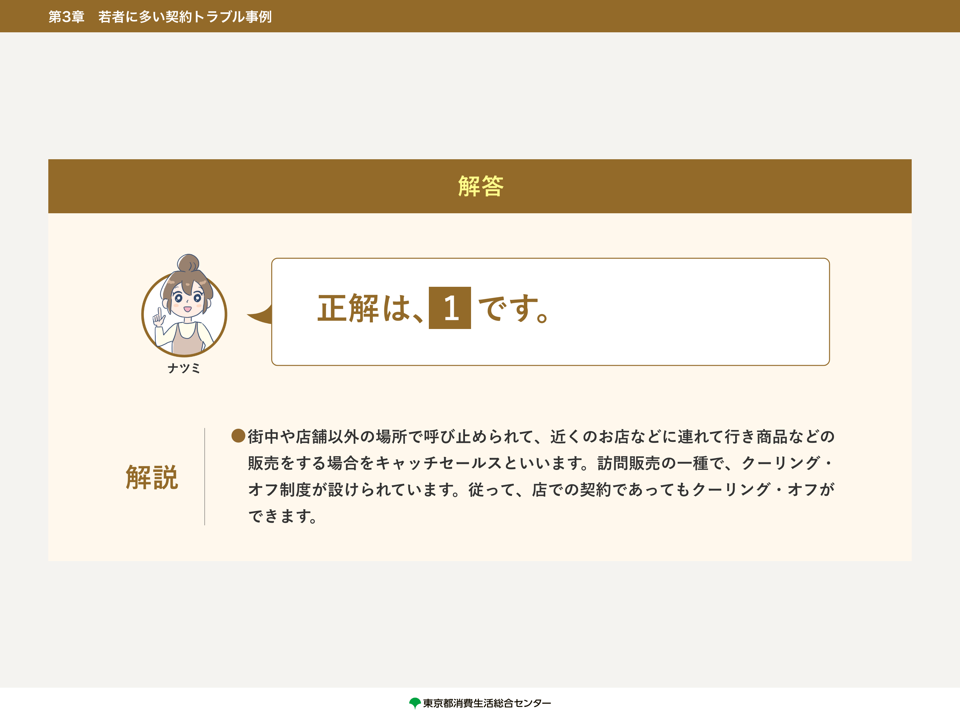 第3章　若者に多い契約トラブル事例
解答
正解は、1です。
ナツミ
解説
●街中や店舗以外の場所で呼び止められて、近くのお店などに連れて行き商品などの
販売をする場合をキャッチセールスといいます。訪問販売の一種で、クーリング・
オフ制度が設けられています。従って、店での契約であってもクーリング・オフが
できます。
東京都消費生活総合センター